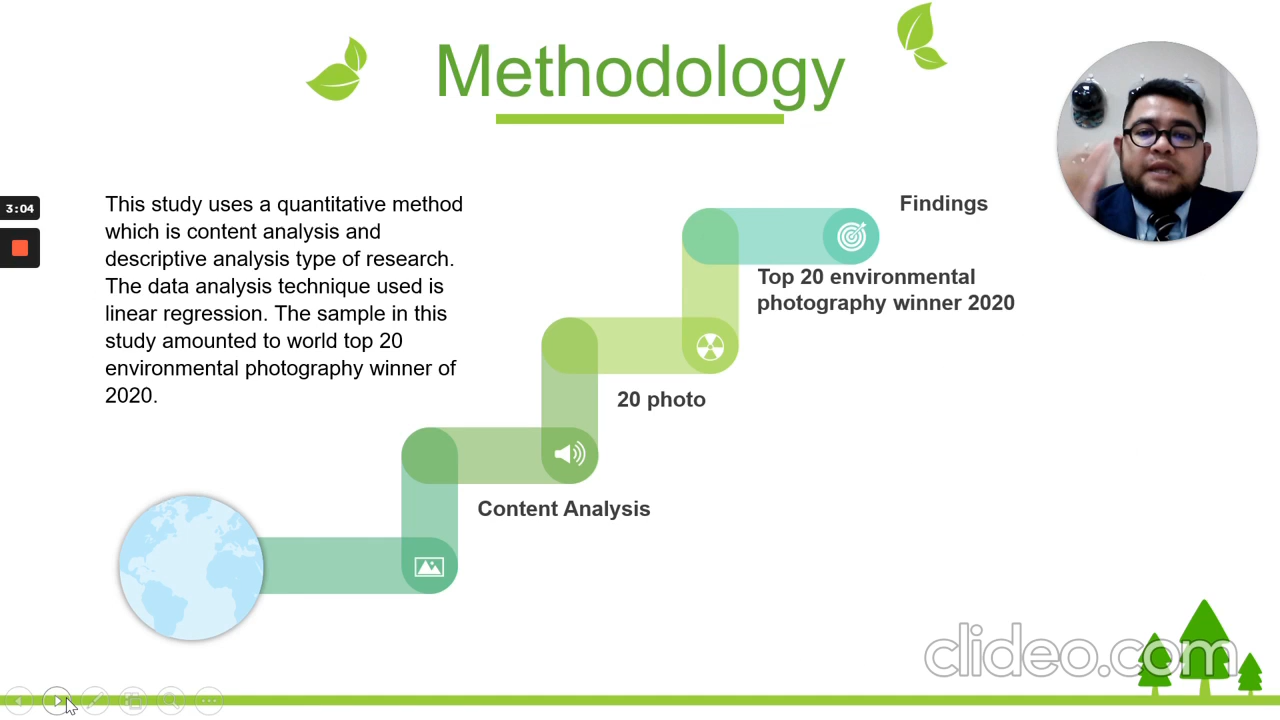 Methodology
3:04
This study uses a quantitative method
which is content analysis and
descriptive analysis type of research.
The data analysis technique used is
linear regression. The sample in this
study amounted to world top 20
environmental photography winner of
2020.
Findings
Top 20 environmental
photography winner 2020
20 photo
Content Analysis
clideo.com